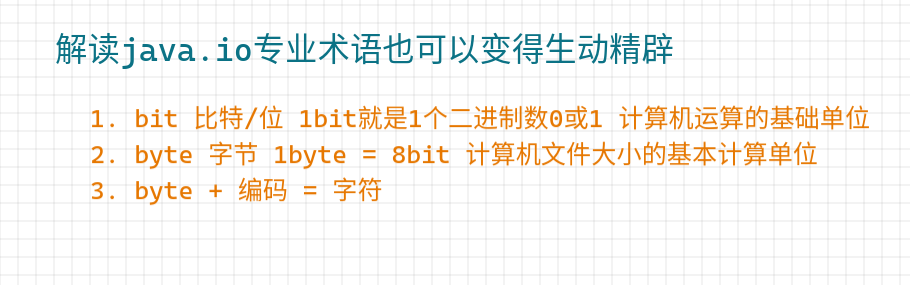 解读java.io专业术语也可以变得生动精辟
1. bit 比特/位 1bit就是1个二进制数0或1 计算机运算的基础单位
2. byte 字节 1byte = 8bit 计算机文件大小的基本计算单位
3. byte + 编码 = 字符